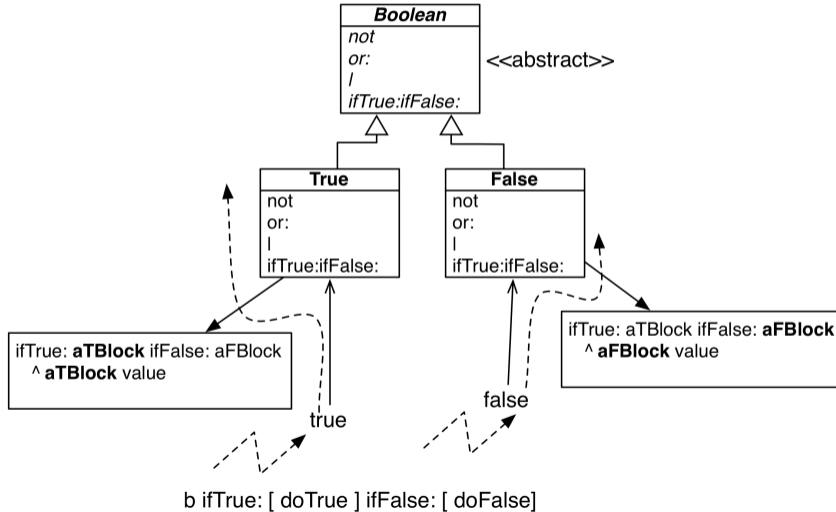 Boolean
not
or:
|
ifTrue:ifFalse:
<<abstract>>
True
not
or:
|
ifTrue:ifFalse:
False
not
or:
|
ifTrue:ifFalse:
ifTrue: aTBlock ifFalse: aFBlock
^ aTBlock value
ifTrue: aTBlock ifFalse: aFBlock
^ aFBlock value
true
false
b ifTrue: [ doTrue ] ifFalse: [ doFalse]